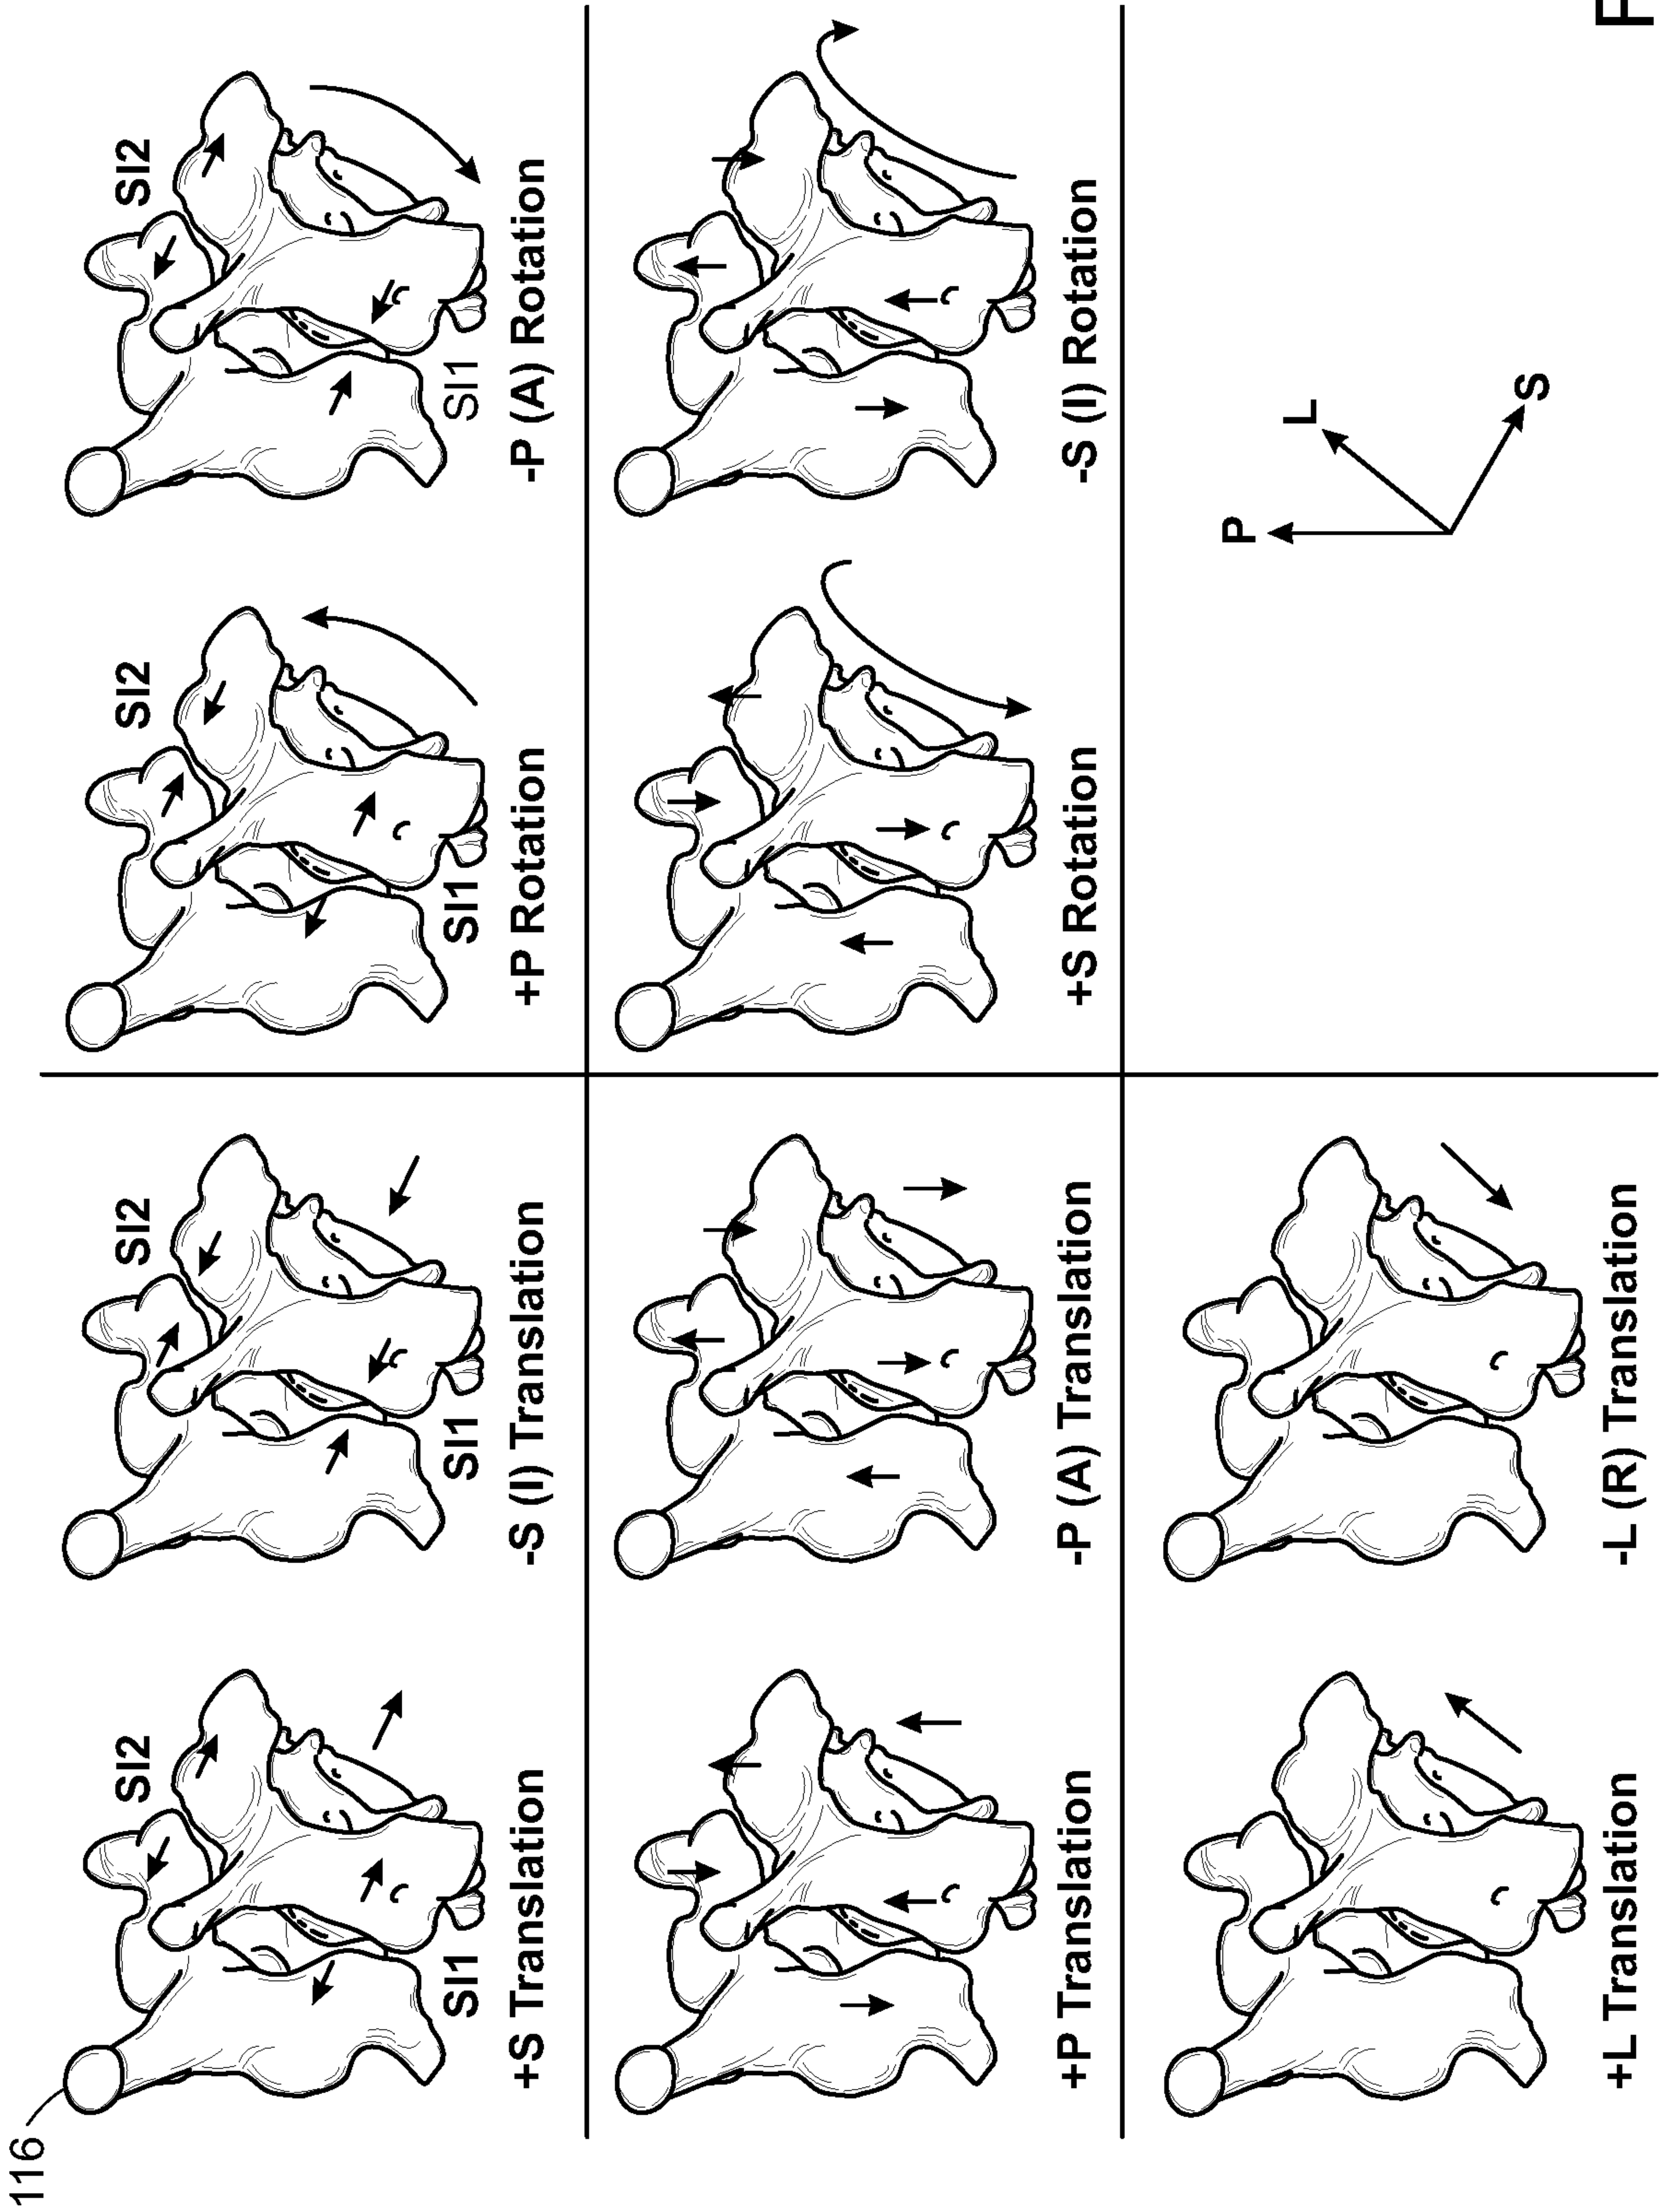 116
SI2 SI2 SI2 SI2
SI1 SI1 SI1 SI1
+S Translation -S (I) Translation +P Rotation -P (A) Rotation
+P Translation -P (A) Translation +S Rotation -S (I) Rotation
P
L
S
+L Translation -L (R) Translation
F